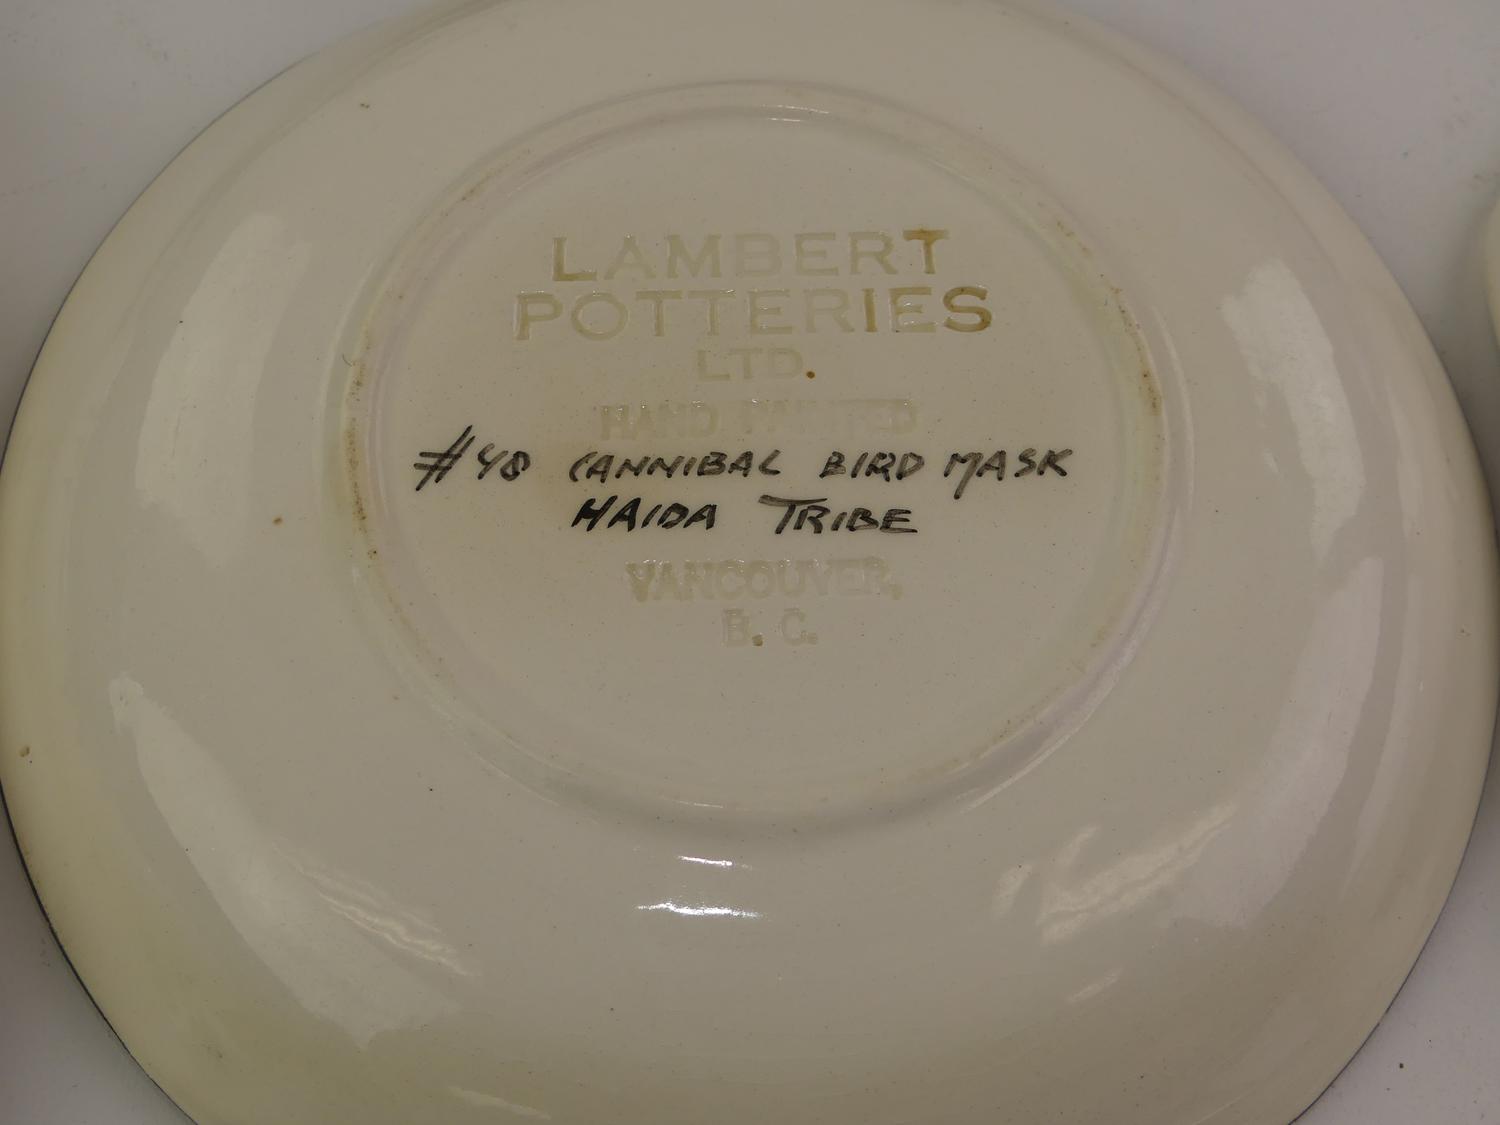 LAMBERT
POTTERIES
LTD.
HAND PAINTED
#48 CANNIBAL BIRD MASK
HAIDA TRIBE
VANCOUVER,
B. C.